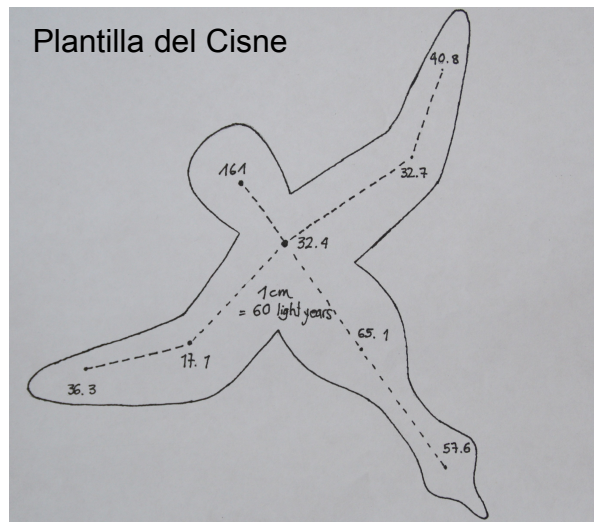 Plantilla del Cisne
40.8
161
32.7
32.4
1cm
= 60 light years
65.1
17.1
36.3
57.6